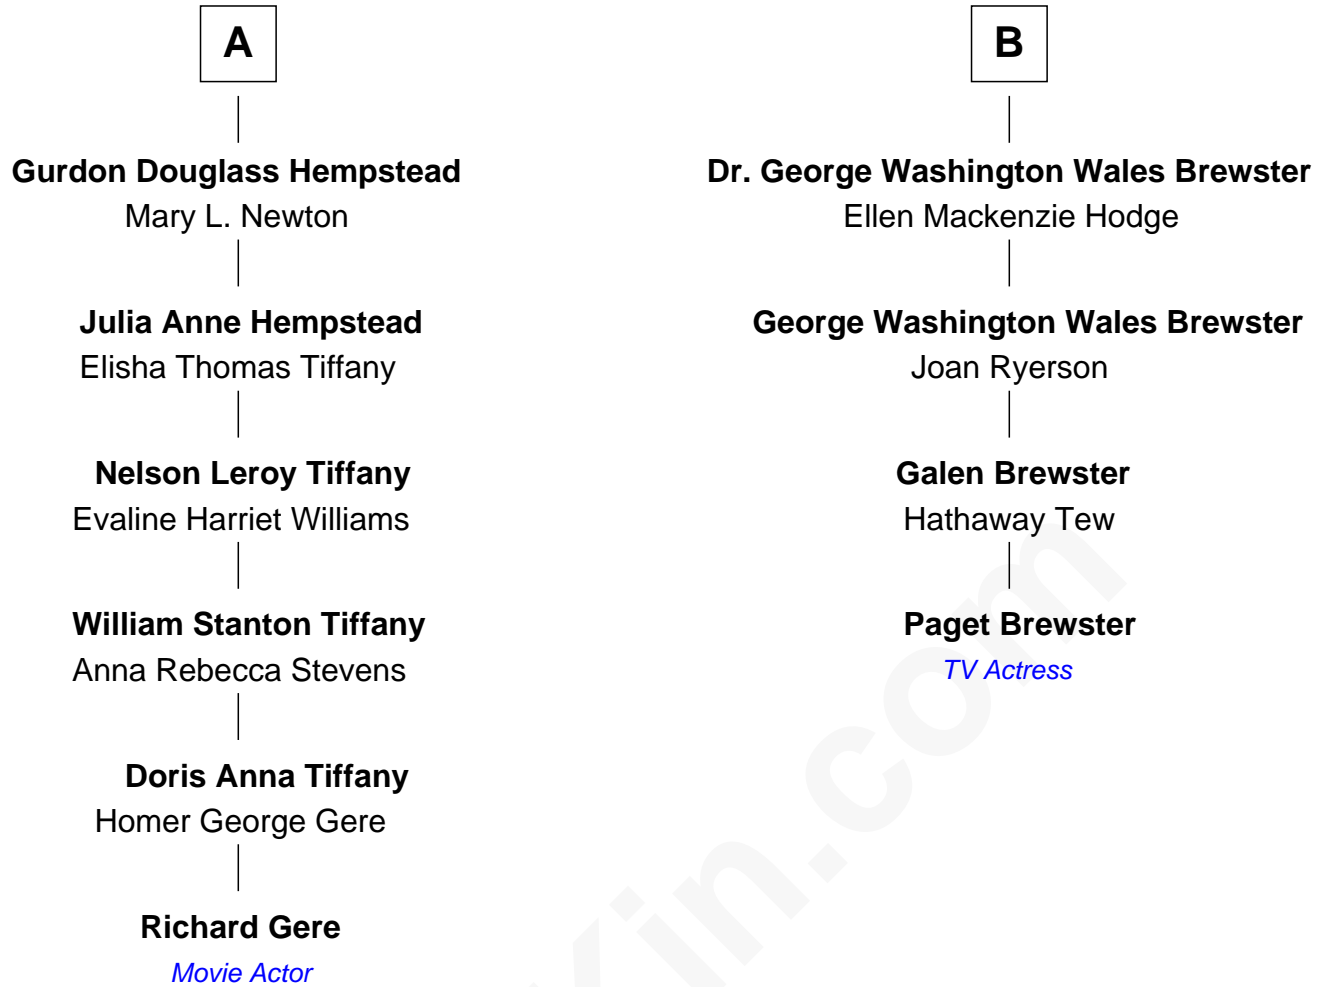 A
Gurdon Douglass Hempstead
Mary L. Newton
Julia Anne Hempstead
Elisha Thomas Tiffany
Nelson Leroy Tiffany
Evaline Harriet Williams
William Stanton Tiffany
Anna Rebecca Stevens
Doris Anna Tiffany
Homer George Gere
Richard Gere
Movie Actor
B
Dr. George Washington Wales Brewster
Ellen Mackenzie Hodge
George Washington Wales Brewster
Joan Ryerson
Galen Brewster
Hathaway Tew
Paget Brewster
TV Actress
Kin.com